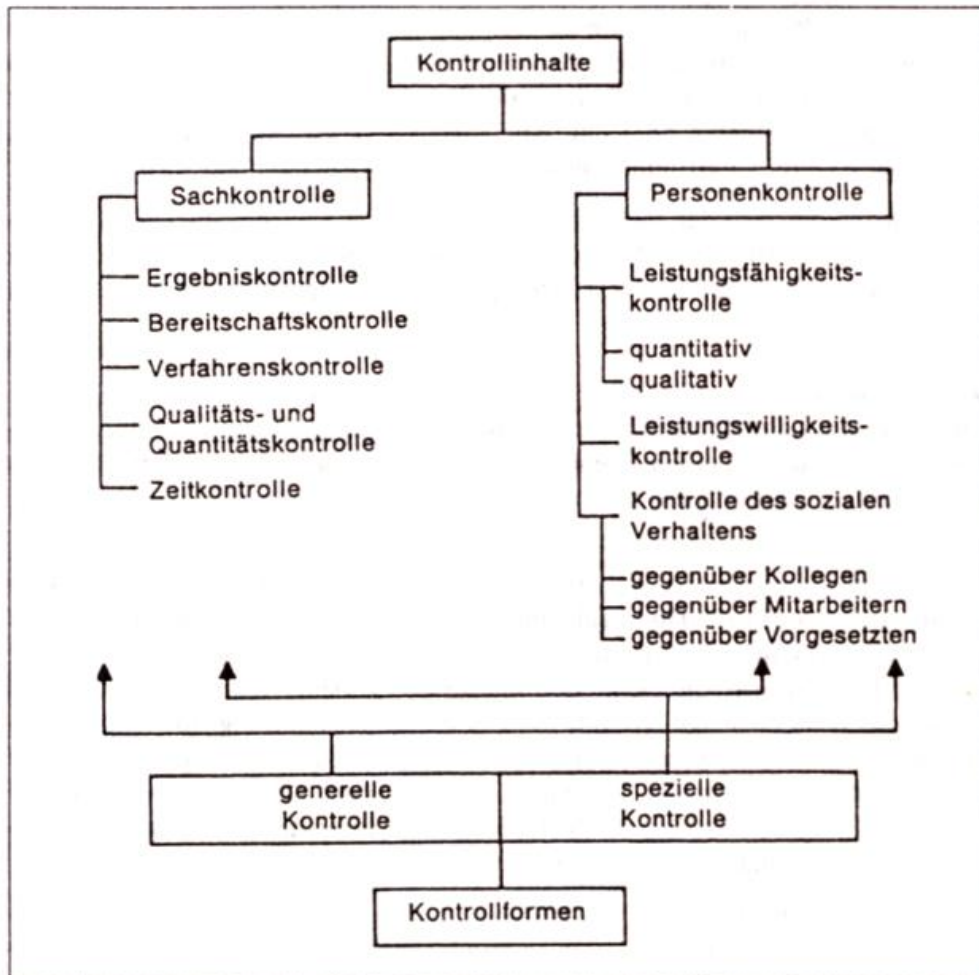 Kontrollinhalte
Sachkontrolle
Ergebniskontrolle
Bereitschaftskontrolle
Verfahrenskontrolle
Qualitäts- und
Quantitätskontrolle
Zeitkontrolle
Personenkontrolle
Leistungsfähigkeits-
kontrolle
quantitativ
qualitativ
Leistungswilligkeits-
kontrolle
Kontrolle des sozialen
Verhaltens
gegenüber Kollegen
gegenüber Mitarbeitern
gegenüber Vorgesetzten
generelle
Kontrolle
spezielle
Kontrolle
Kontrollformen